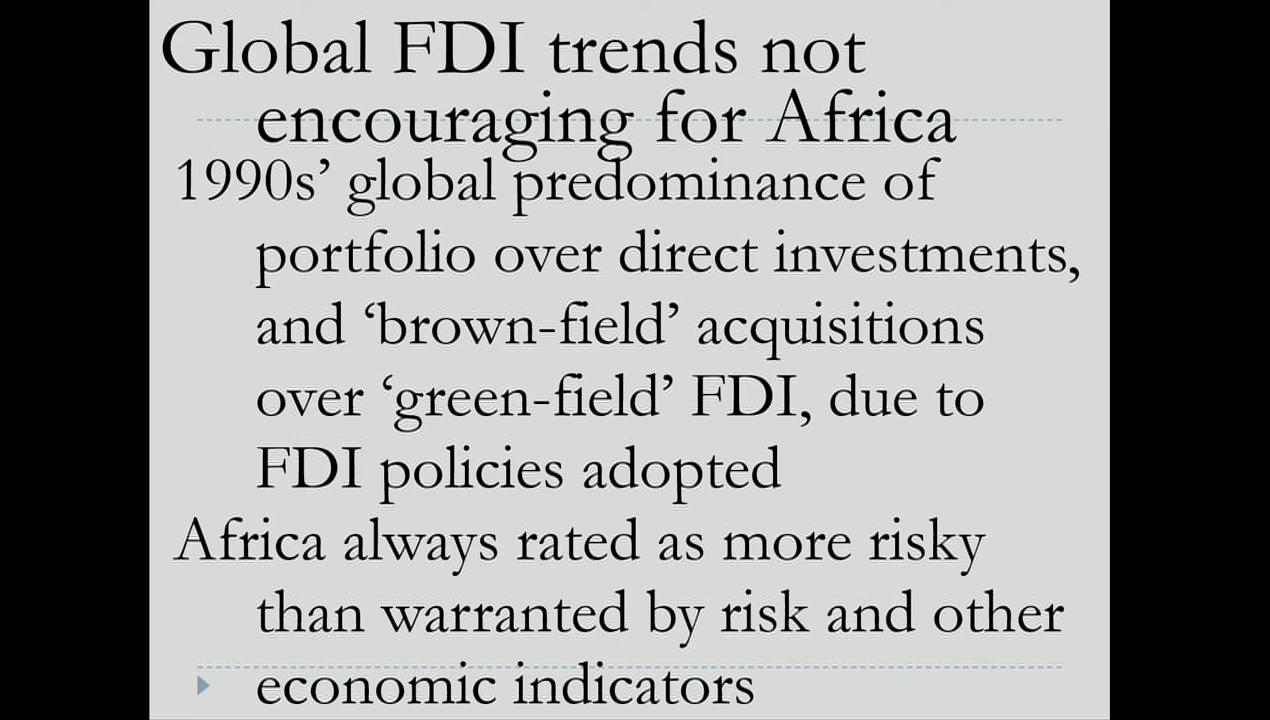 Global FDI trends not
encouraging for Africa
1990s’ global predominance of
portfolio over direct investments,
and ‘brown-field’ acquisitions
over ‘green-field’ FDI, due to
FDI policies adopted
Africa always rated as more risky
than warranted by risk and other
economic indicators